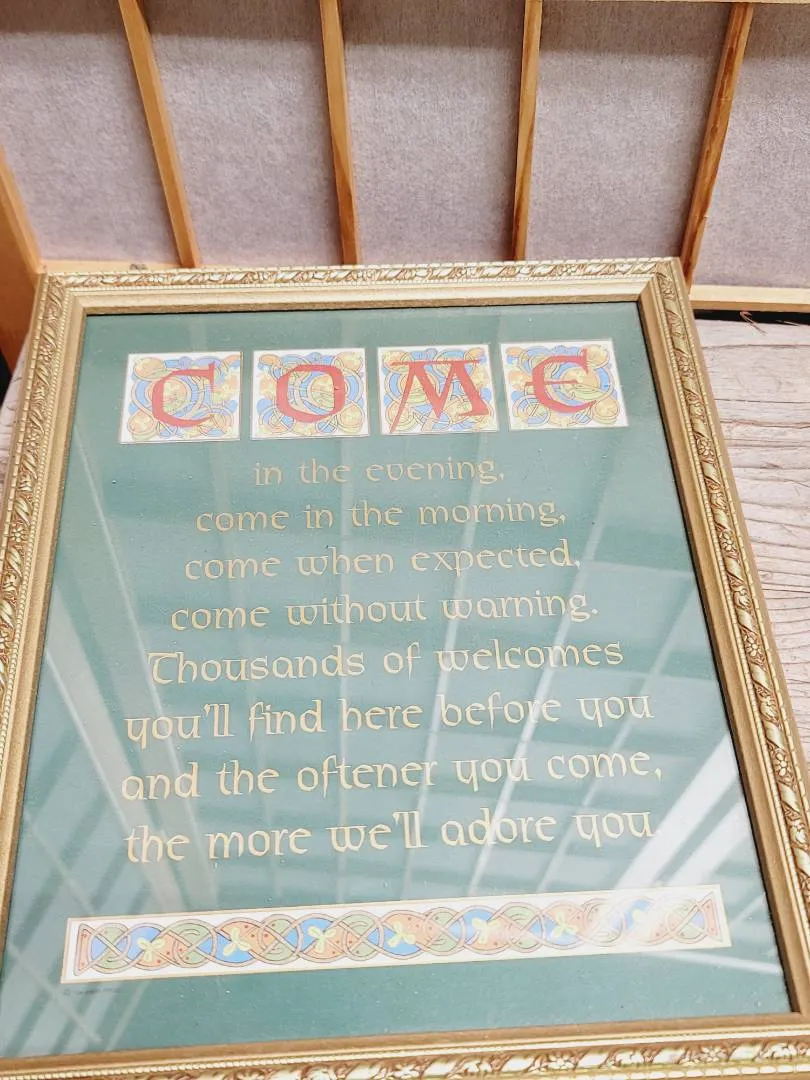 COME
in the evening,
come in the morning,
come when expected,
come without warning.
Thousands of welcomes
you'll find here before you
and the oftener you come,
the more we'll adore you